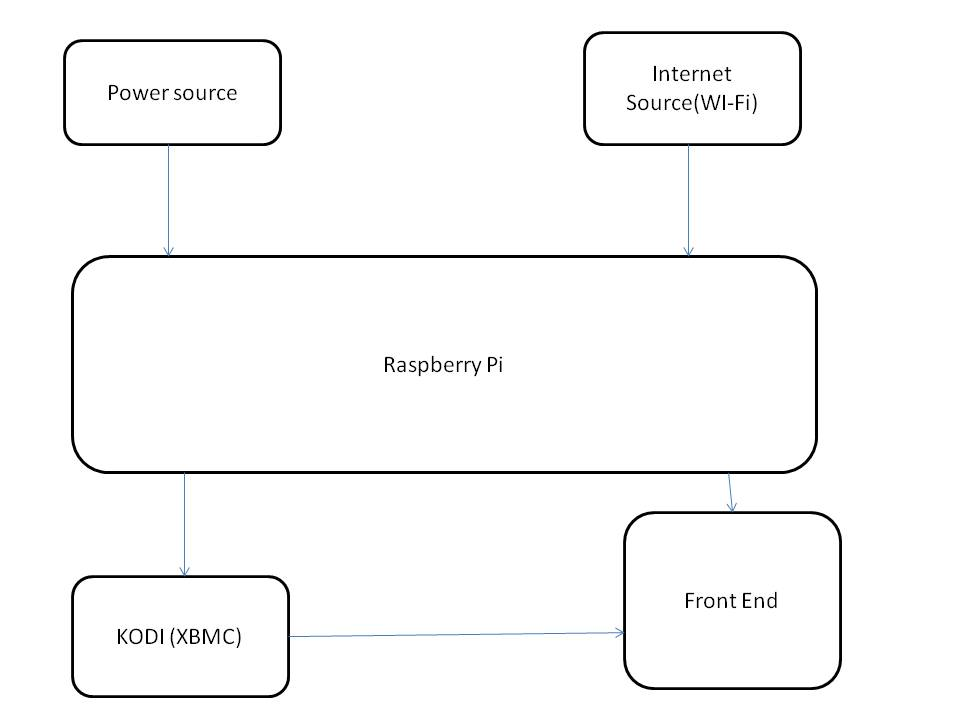 Power source
Internet
Source(WI-Fi)
Raspberry Pi
KODI (XBMC)
Front End